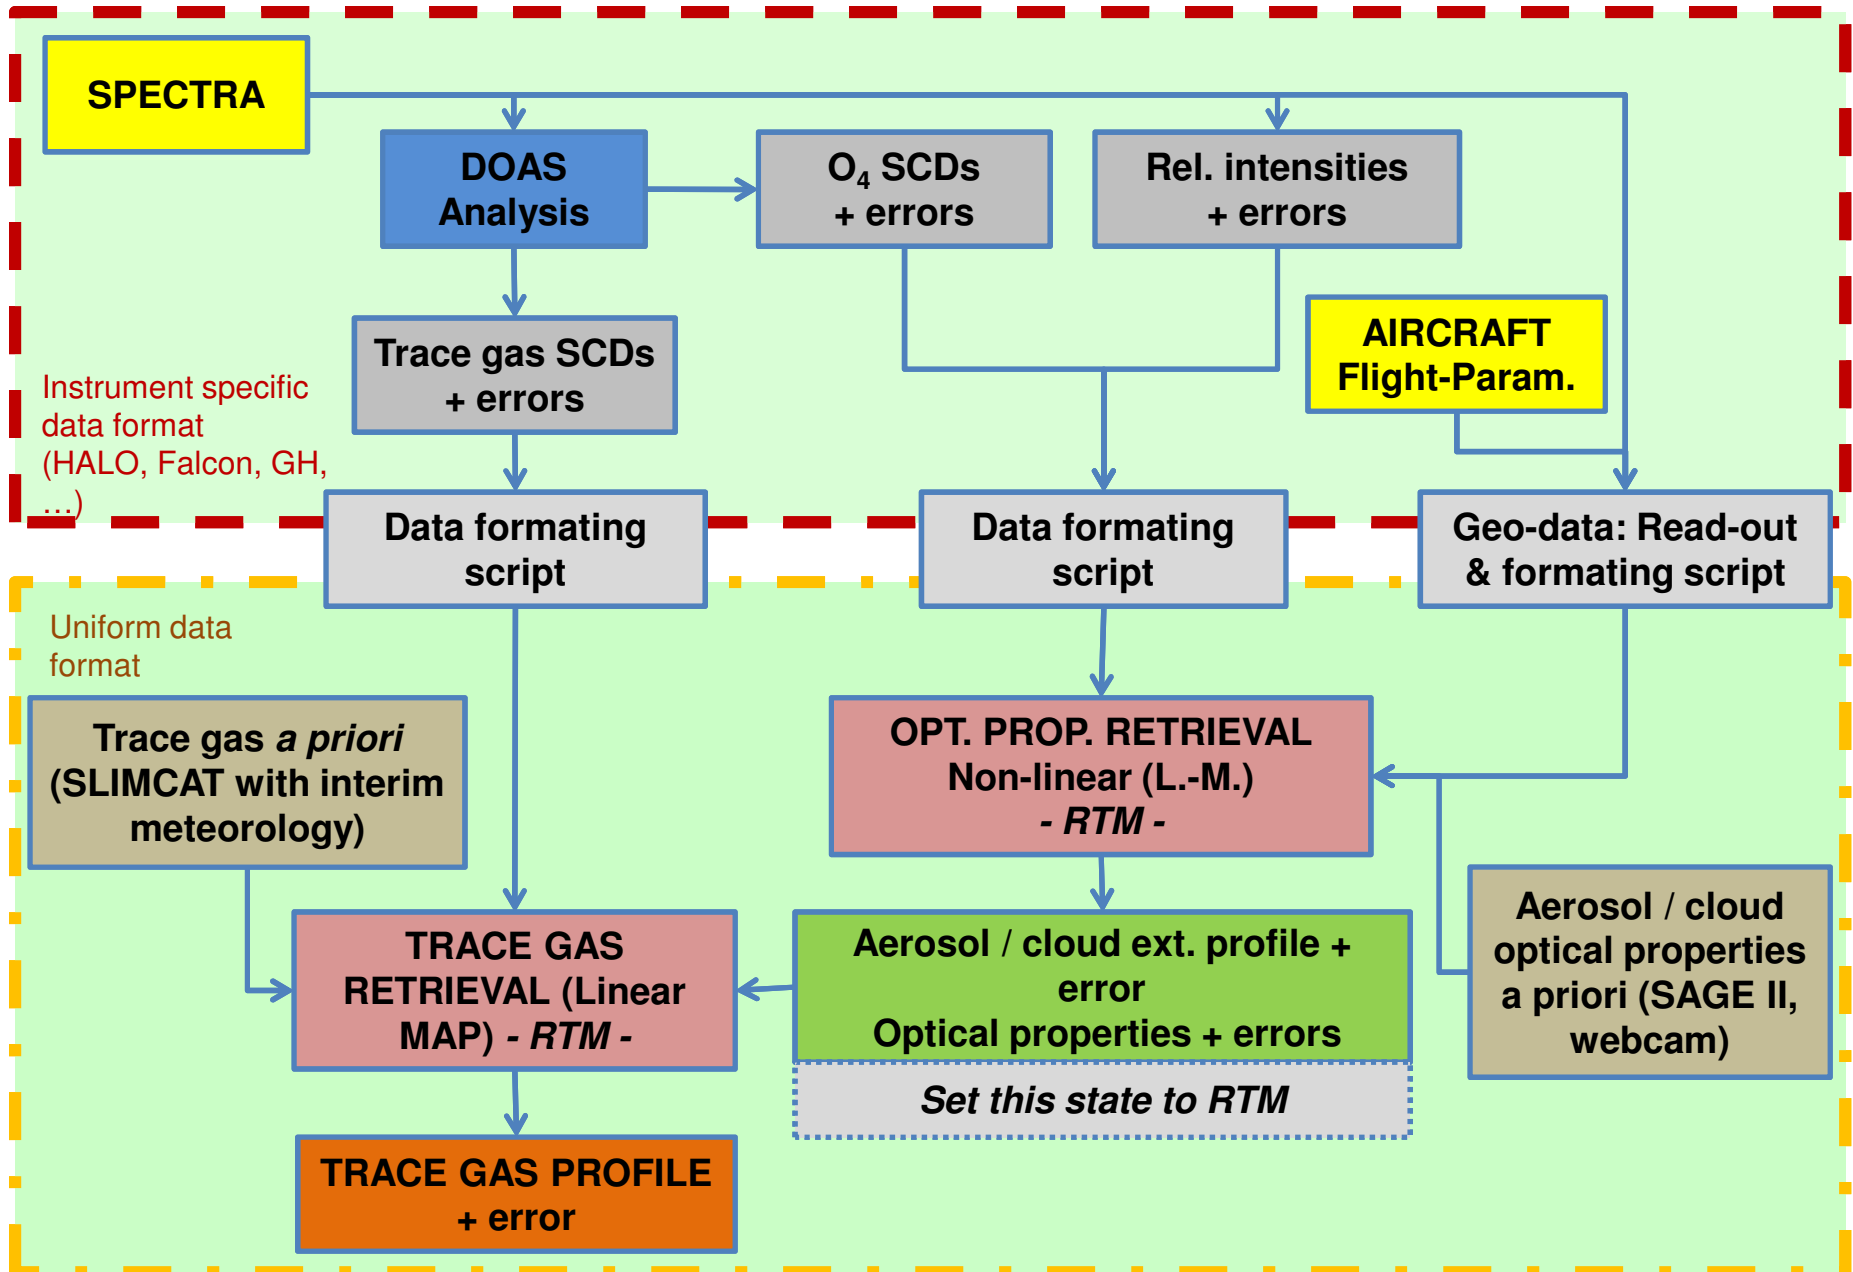 SPECTRA
DOAS
Analysis
O₄ SCDs
+ errors
Rel. intensities
+ errors
AIRCRAFT
Flight-Param.
Trace gas SCDs
+ errors
Instrument specific
data format
(HALO, Falcon, GH,
…)
Data formating
script
Data formating
script
Geo-data: Read-out
& formating script
Uniform data
format
Trace gas a priori
(SLIMCAT with interim
meteorology)
OPT. PROP. RETRIEVAL
Non-linear (L.-M.)
- RTM -
Aerosol / cloud
optical properties
a priori (SAGE II,
webcam)
TRACE GAS
RETRIEVAL (Linear
MAP) - RTM -
Aerosol / cloud ext. profile +
error
Optical properties + errors
Set this state to RTM
TRACE GAS PROFILE
+ error